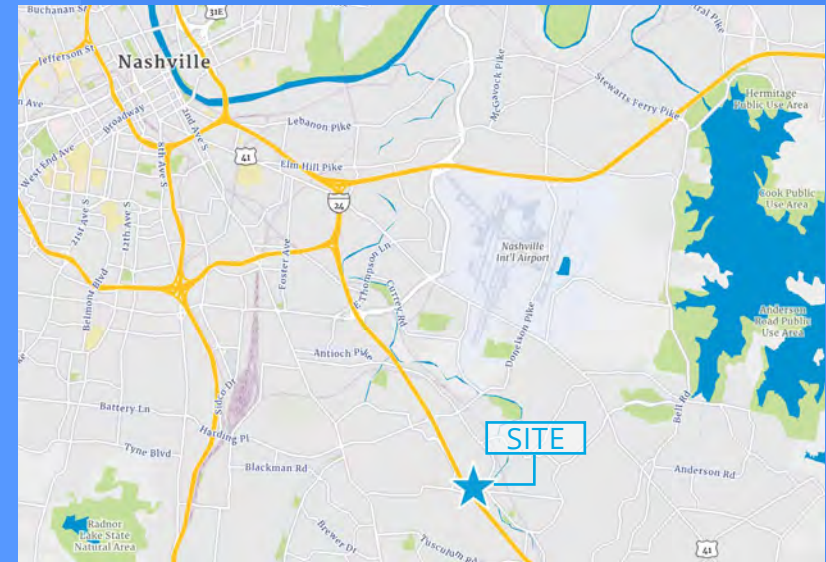 Buchanan St
31E
Jefferson St
Nashville
Broadway
2nd Ave S
8th Ave S
West End Ave
21st Ave S
12th Ave S
Belmont Blvd
41
Lebanon Pike
Elm Hill Pike
24
McGavock Pike
Stewarts Ferry Pike
Hermitage
Public Use Area
Cook Public
Use Area
Nashville
Int'l Airport
Foster Ave
E Thompson Ln
Currey Rd
Donelson Pike
Anderson
Road Public
Use Area
Antioch Pike
Sidco Dr
Battery Ln
Harding Pl
Tyne Blvd
Blackman Rd
SITE
Bell Rd
Anderson Rd
Radnor
Lake State
Natural Area
Brewer Dr
Tusculum Rd
41